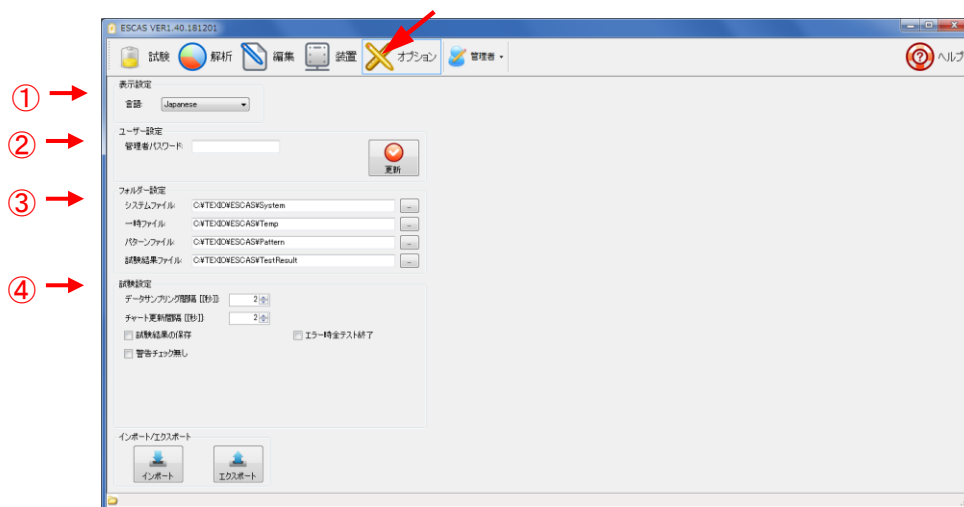 ESCAS VER1.40.181201
試験 解析 編集 装置 オプション 管理者 ヘルプ
①
表示設定
言語: Japanese
②
ユーザー設定
管理者パスワード:
更新
③
フォルダー設定
システムファイル: C:¥TEXIO¥ESCAS¥System ...
一時ファイル: C:¥TEXIO¥ESCAS¥Temp ...
パターンファイル: C:¥TEXIO¥ESCAS¥Pattern ...
試験結果ファイル: C:¥TEXIO¥ESCAS¥TestResult ...
④
試験設定
データサンプリング間隔 [[秒]]: 2
チャート更新間隔 [[秒]]: 2
試験結果の保存 エラー時全テスト終了
警告チェック無し
インポート/エクスポート
インポート エクスポート